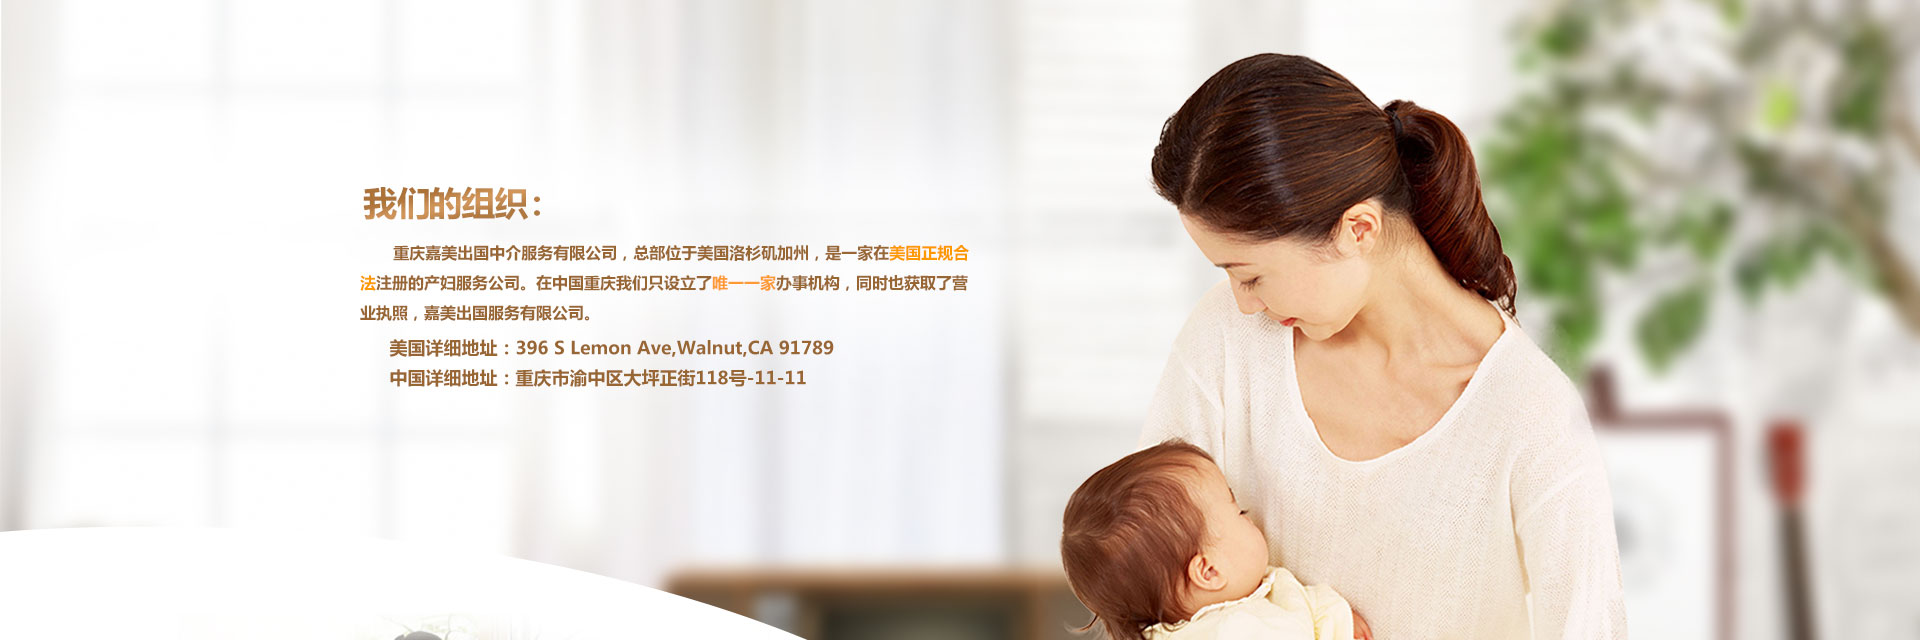 我们的组织：
重庆嘉美出国中介服务有限公司，总部位于美国洛杉矶加州，是一家在美国正规合
法注册的产妇服务公司。在中国重庆我们只设立了唯一一家办事机构，同时也获取了营
业执照，嘉美出国服务有限公司。
美国详细地址：396 S Lemon Ave,Walnut,CA 91789
中国详细地址：重庆市渝中区大坪正街118号-11-11